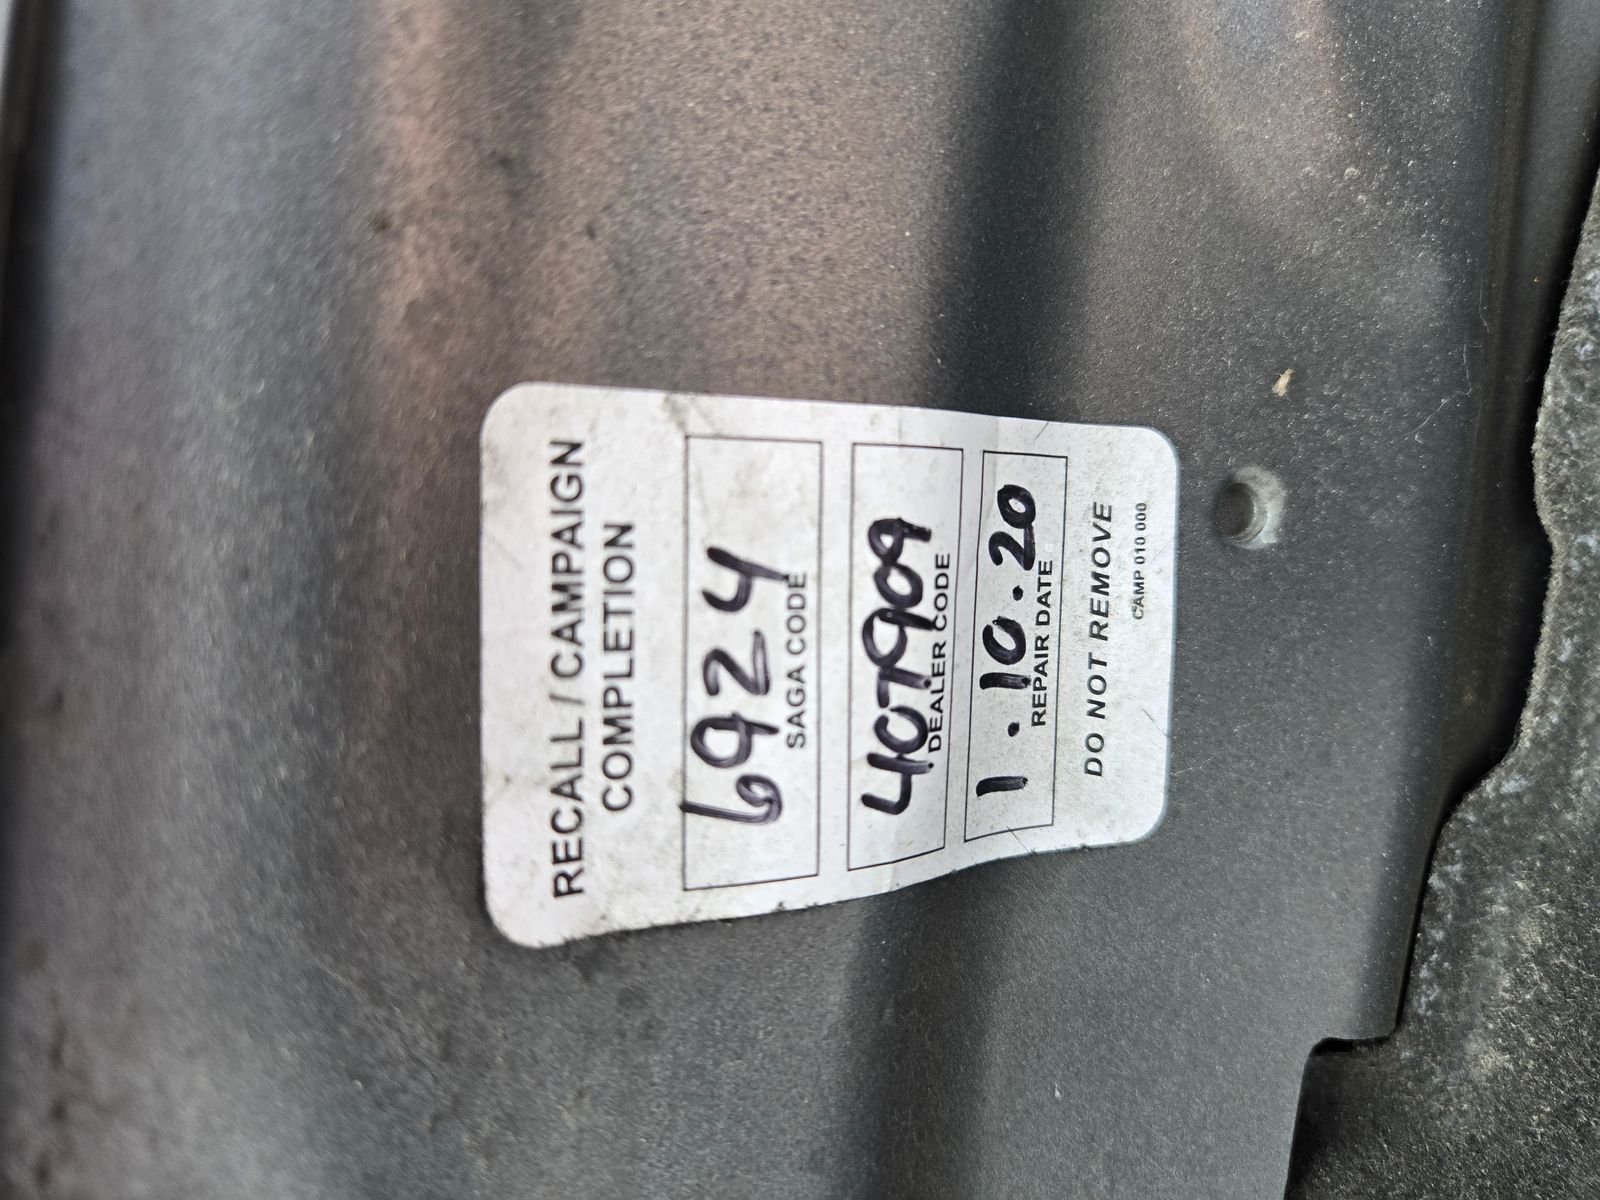 RECALL / CAMPAIGN
COMPLETION
6924
SAGA CODE
40T909
DEALER CODE
1.10.20
REPAIR DATE
DO NOT REMOVE
CAMP 010 000